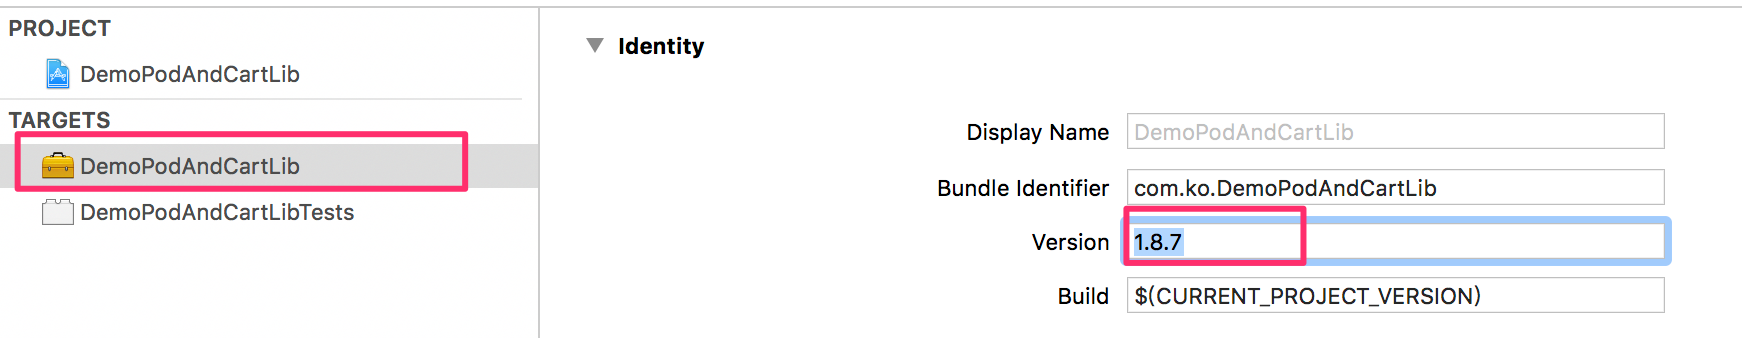 PROJECT
DemoPodAndCartLib
TARGETS
DemoPodAndCartLib
DemoPodAndCartLibTests
Identity
Display Name DemoPodAndCartLib
Bundle Identifier com.ko.DemoPodAndCartLib
Version 1.8.7
Build $(CURRENT_PROJECT_VERSION)